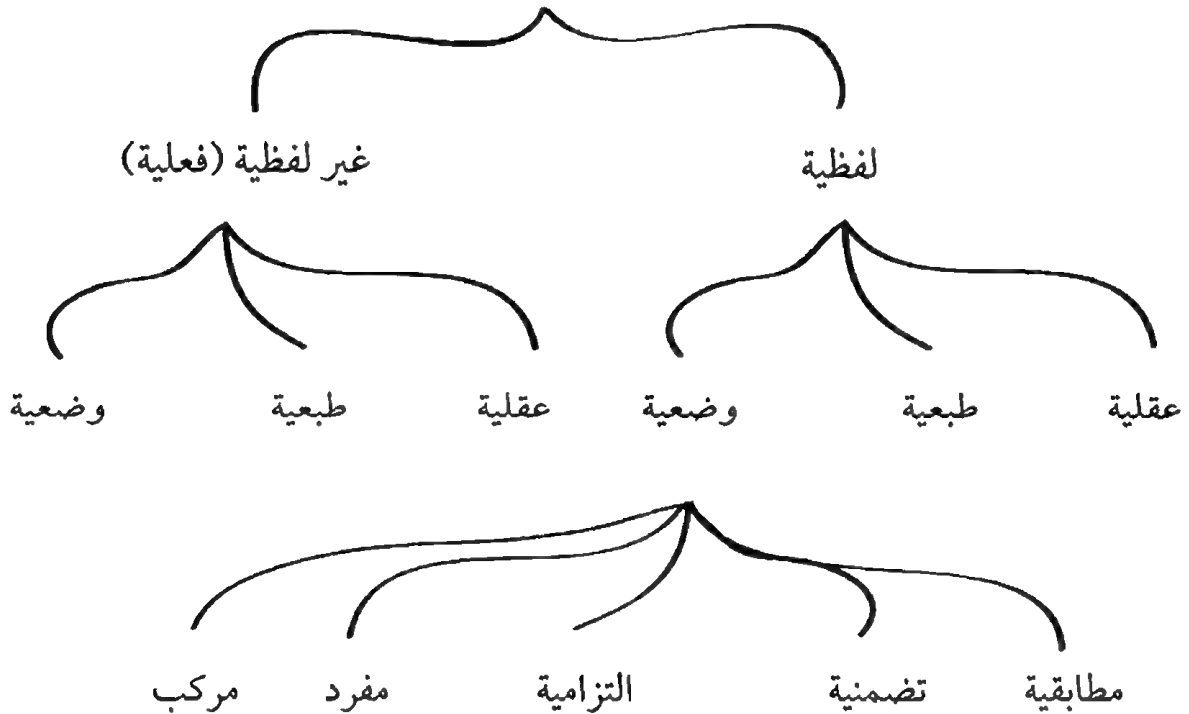 لفظية غير لفظية (فعلية)
عقلية طبعية وضعية عقلية طبعية وضعية
مطابقية تضمنية التزامية مفرد مركب